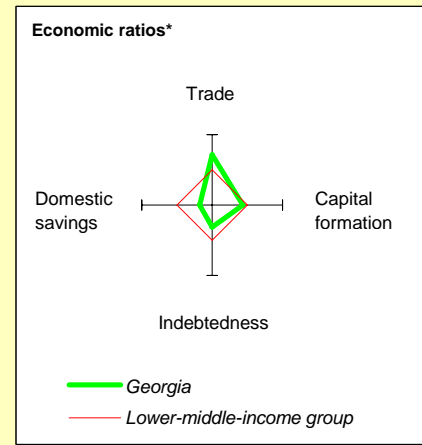 Economic ratios*
Trade
Domestic
savings
Capital
formation
Indebtedness
Georgia
Lower-middle-income group